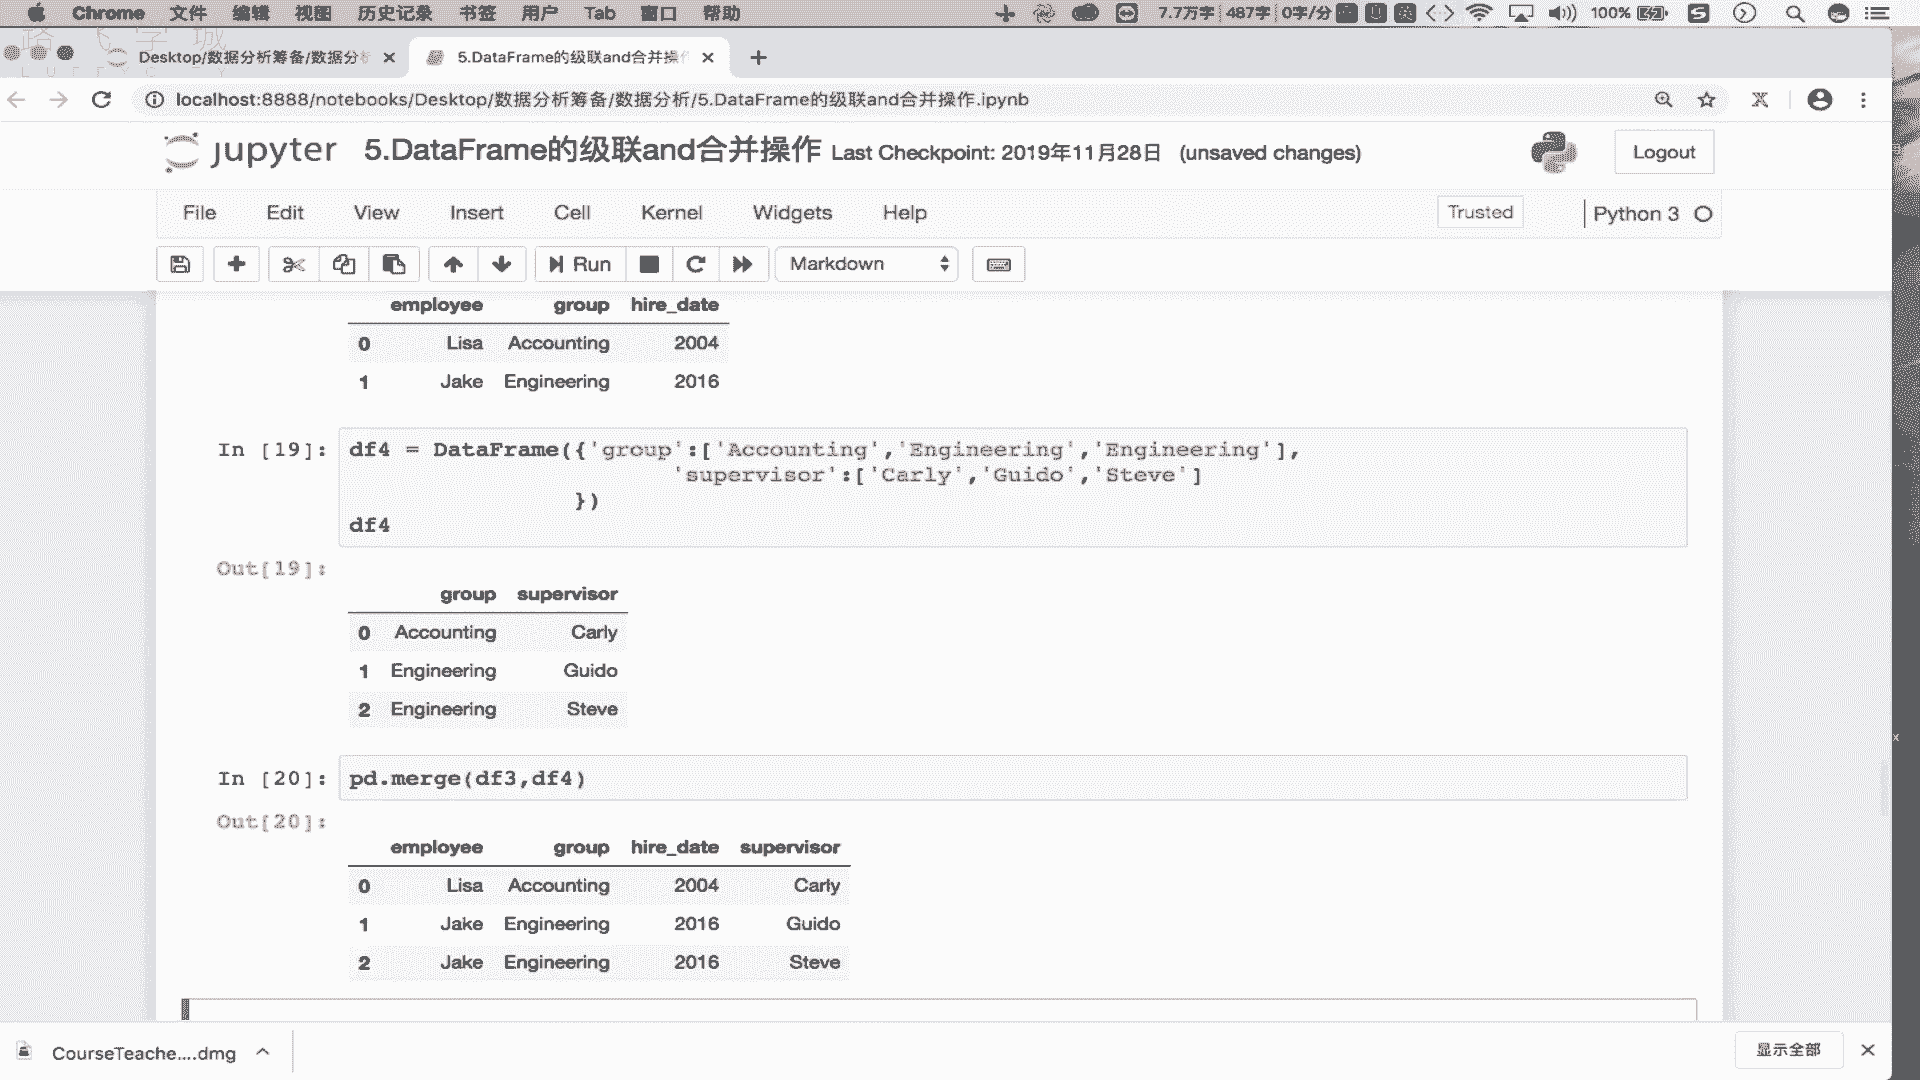 Chrome 文件 编辑 视图 历史记录 书签 用户 Tab 窗口 帮助 7.7万字 487字 0字/分 100%
Desktop/数据分析筹备/数据分析 5.DataFrame的级联and合并操作
localhost:8888/notebooks/Desktop/数据分析筹备/数据分析/5.DataFrame的级联and合并操作.ipynb
jupyter 5.DataFrame的级联and合并操作 Last Checkpoint: 2019年11月28日 (unsaved changes) Logout
File Edit View Insert Cell Kernel Widgets Help Trusted Python 3
Run Markdown
employee group hire_date
0 Lisa Accounting 2004
1 Jake Engineering 2016
In [19]: df4 = DataFrame({'group':['Accounting','Engineering','Engineering'],
'supervisor':['Carly','Guido','Steve']
})
df4
Out[19]:
group supervisor
0 Accounting Carly
1 Engineering Guido
2 Engineering Steve
In [20]: pd.merge(df3,df4)
Out[20]:
employee group hire_date supervisor
0 Lisa Accounting 2004 Carly
1 Jake Engineering 2016 Guido
2 Jake Engineering 2016 Steve
CourseTeache....dmg 显示全部